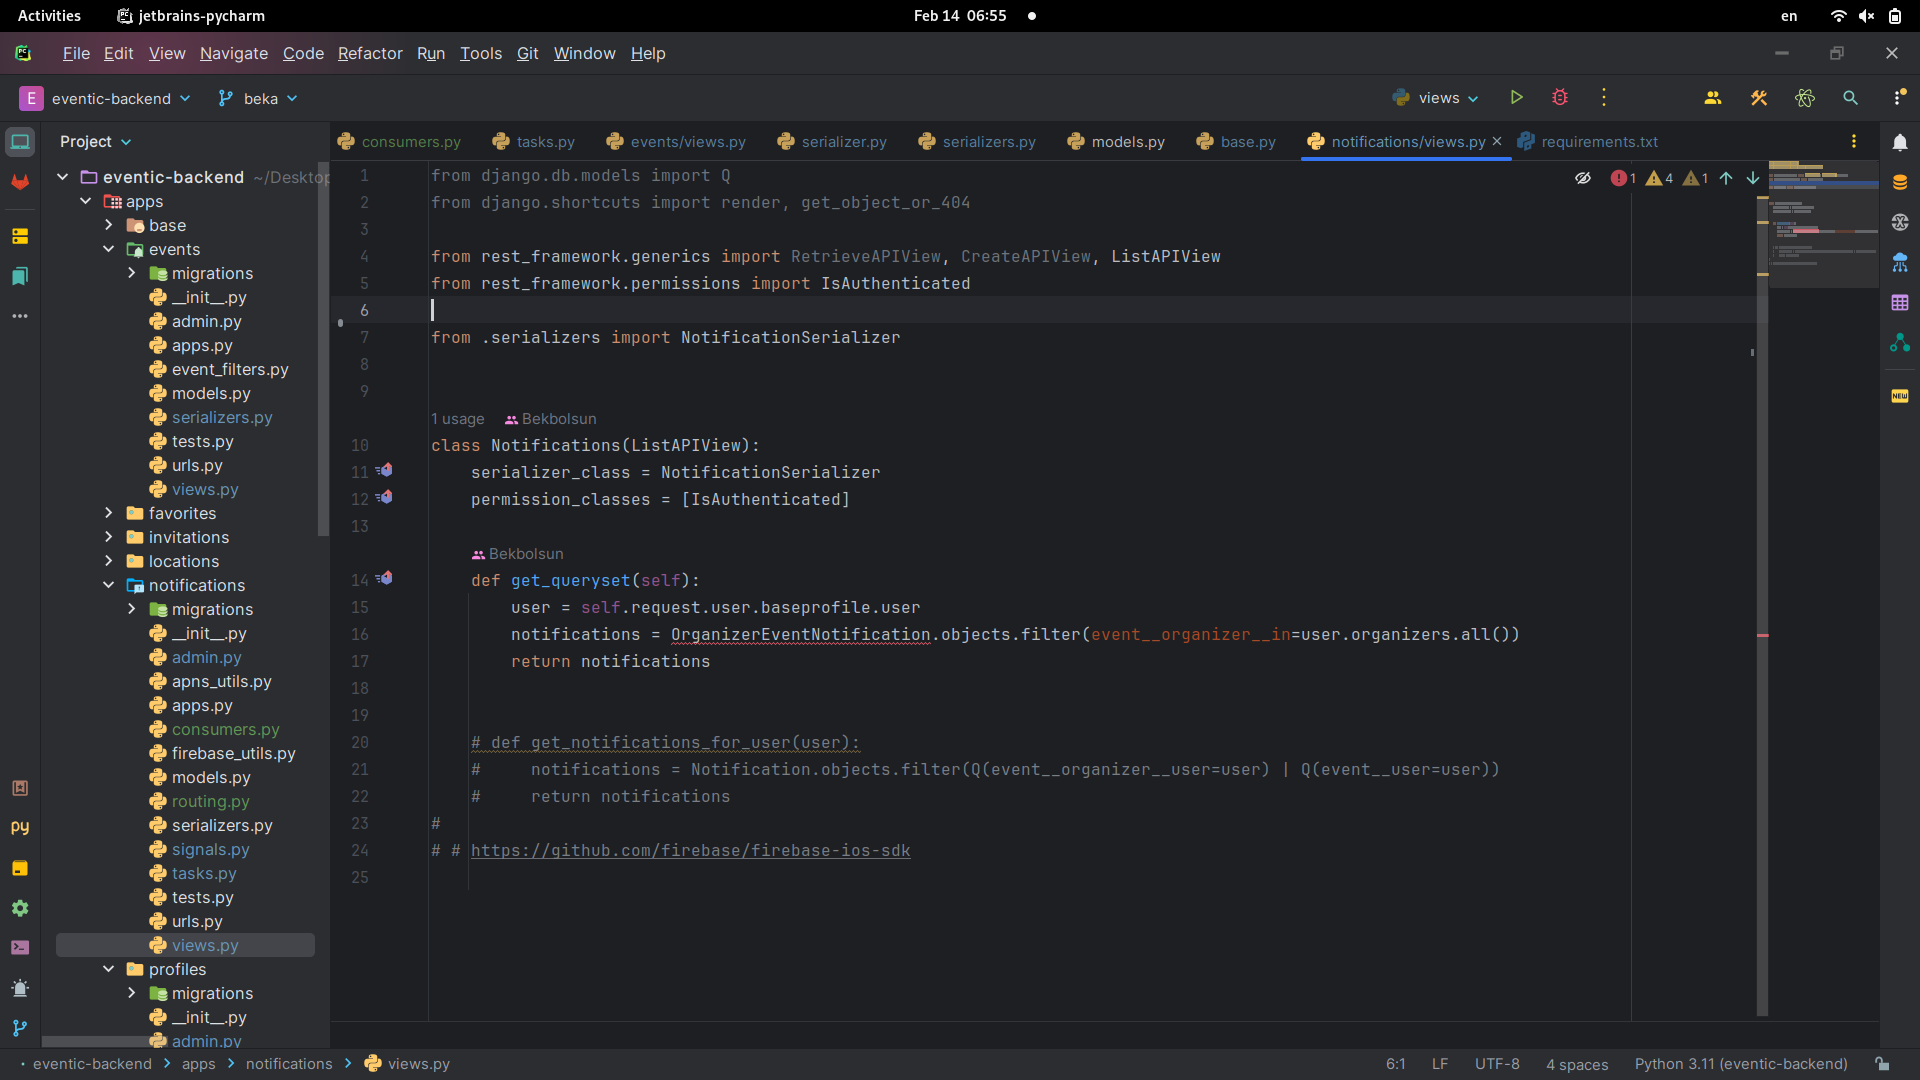 Activities jetbrains-pycharm Feb 14 06:55 en
File Edit View Navigate Code Refactor Run Tools Git Window Help
E eventic-backend beka views
Project
consumers.py tasks.py events/views.py serializer.py serializers.py models.py base.py notifications/views.py requirements.txt
eventic-backend ~/Desktop
apps
base
events
migrations
__init__.py
admin.py
apps.py
event_filters.py
models.py
serializers.py
tests.py
urls.py
views.py
favorites
invitations
locations
notifications
migrations
__init__.py
admin.py
apns_utils.py
apps.py
consumers.py
firebase_utils.py
models.py
routing.py
serializers.py
signals.py
tasks.py
tests.py
urls.py
views.py
profiles
migrations
__init__.py
admin.py
1 4 1
1 from django.db.models import Q
2 from django.shortcuts import render, get_object_or_404
3
4 from rest_framework.generics import RetrieveAPIView, CreateAPIView, ListAPIView
5 from rest_framework.permissions import IsAuthenticated
6
7 from .serializers import NotificationSerializer
8
9
1 usage Bekbolsun
10 class Notifications(ListAPIView):
11 serializer_class = NotificationSerializer
12 permission_classes = [IsAuthenticated]
13
Bekbolsun
14 def get_queryset(self):
15 user = self.request.user.baseprofile.user
16 notifications = OrganizerEventNotification.objects.filter(event__organizer__in=user.organizers.all())
17 return notifications
18
19
20 # def get_notifications_for_user(user):
21 # notifications = Notification.objects.filter(Q(event__organizer__user=user) | Q(event__user=user))
22 # return notifications
23 #
24 # # https://github.com/firebase/firebase-ios-sdk
25
NEW
py
eventic-backend > apps > notifications > views.py 6:1 LF UTF-8 4 spaces Python 3.11 (eventic-backend)